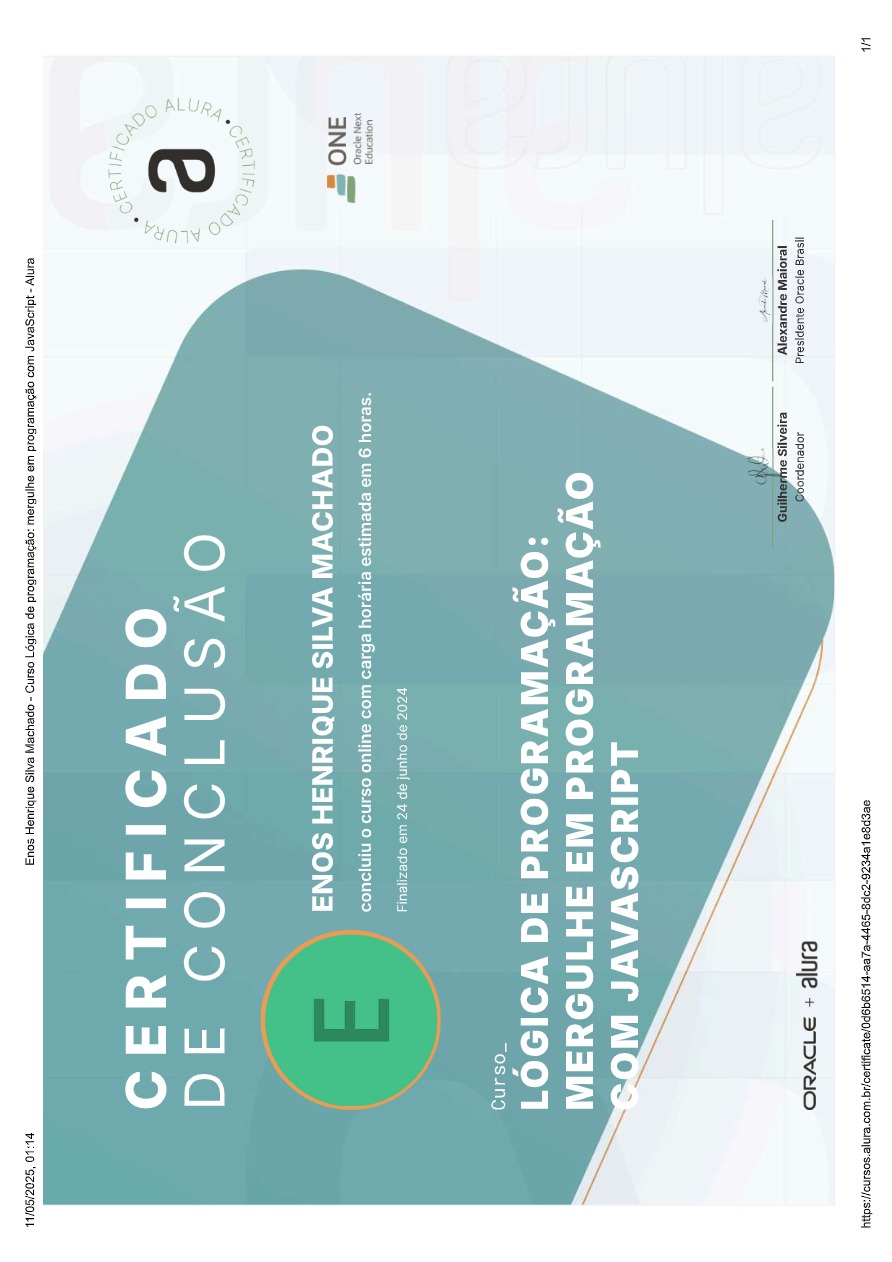 11/05/2025, 01:14
Enos Henrique Silva Machado - Curso Lógica de programação: mergulhe em programação com JavaScript - Alura
CERTIFICADO
DE CONCLUSÃO
• CERTIFICADO ALURA • CERTIFICADO ALURA
a
E
ENOS HENRIQUE SILVA MACHADO
concluiu o curso online com carga horária estimada em 6 horas.
Finalizado em 24 de junho de 2024
ONE
Oracle Next
Education
Curso_
LÓGICA DE PROGRAMAÇÃO:
MERGULHE EM PROGRAMAÇÃO
COM JAVASCRIPT
alura
alura
Guilherme Silveira
Coordenador
Alexandre Maioral
Presidente Oracle Brasil
ORACLE + alura
https://cursos.alura.com.br/certificate/0d6b6514-aa7a-4465-8dc2-9234a1e8d3ae
1/1